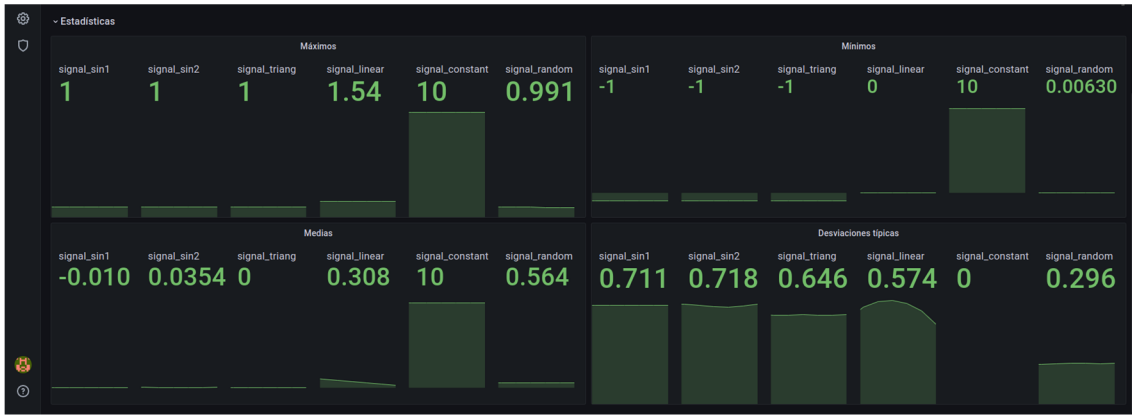 Estadísticas
Máximos
signal_sin1 signal_sin2 signal_triang signal_linear signal_constant signal_random
1 1 1 1.54 10 0.991
Mínimos
signal_sin1 signal_sin2 signal_triang signal_linear signal_constant signal_random
-1 -1 -1 0 10 0.00630
Medias
signal_sin1 signal_sin2 signal_triang signal_linear signal_constant signal_random
-0.010 0.0354 0 0.308 10 0.564
Desviaciones típicas
signal_sin1 signal_sin2 signal_triang signal_linear signal_constant signal_random
0.711 0.718 0.646 0.574 0 0.296